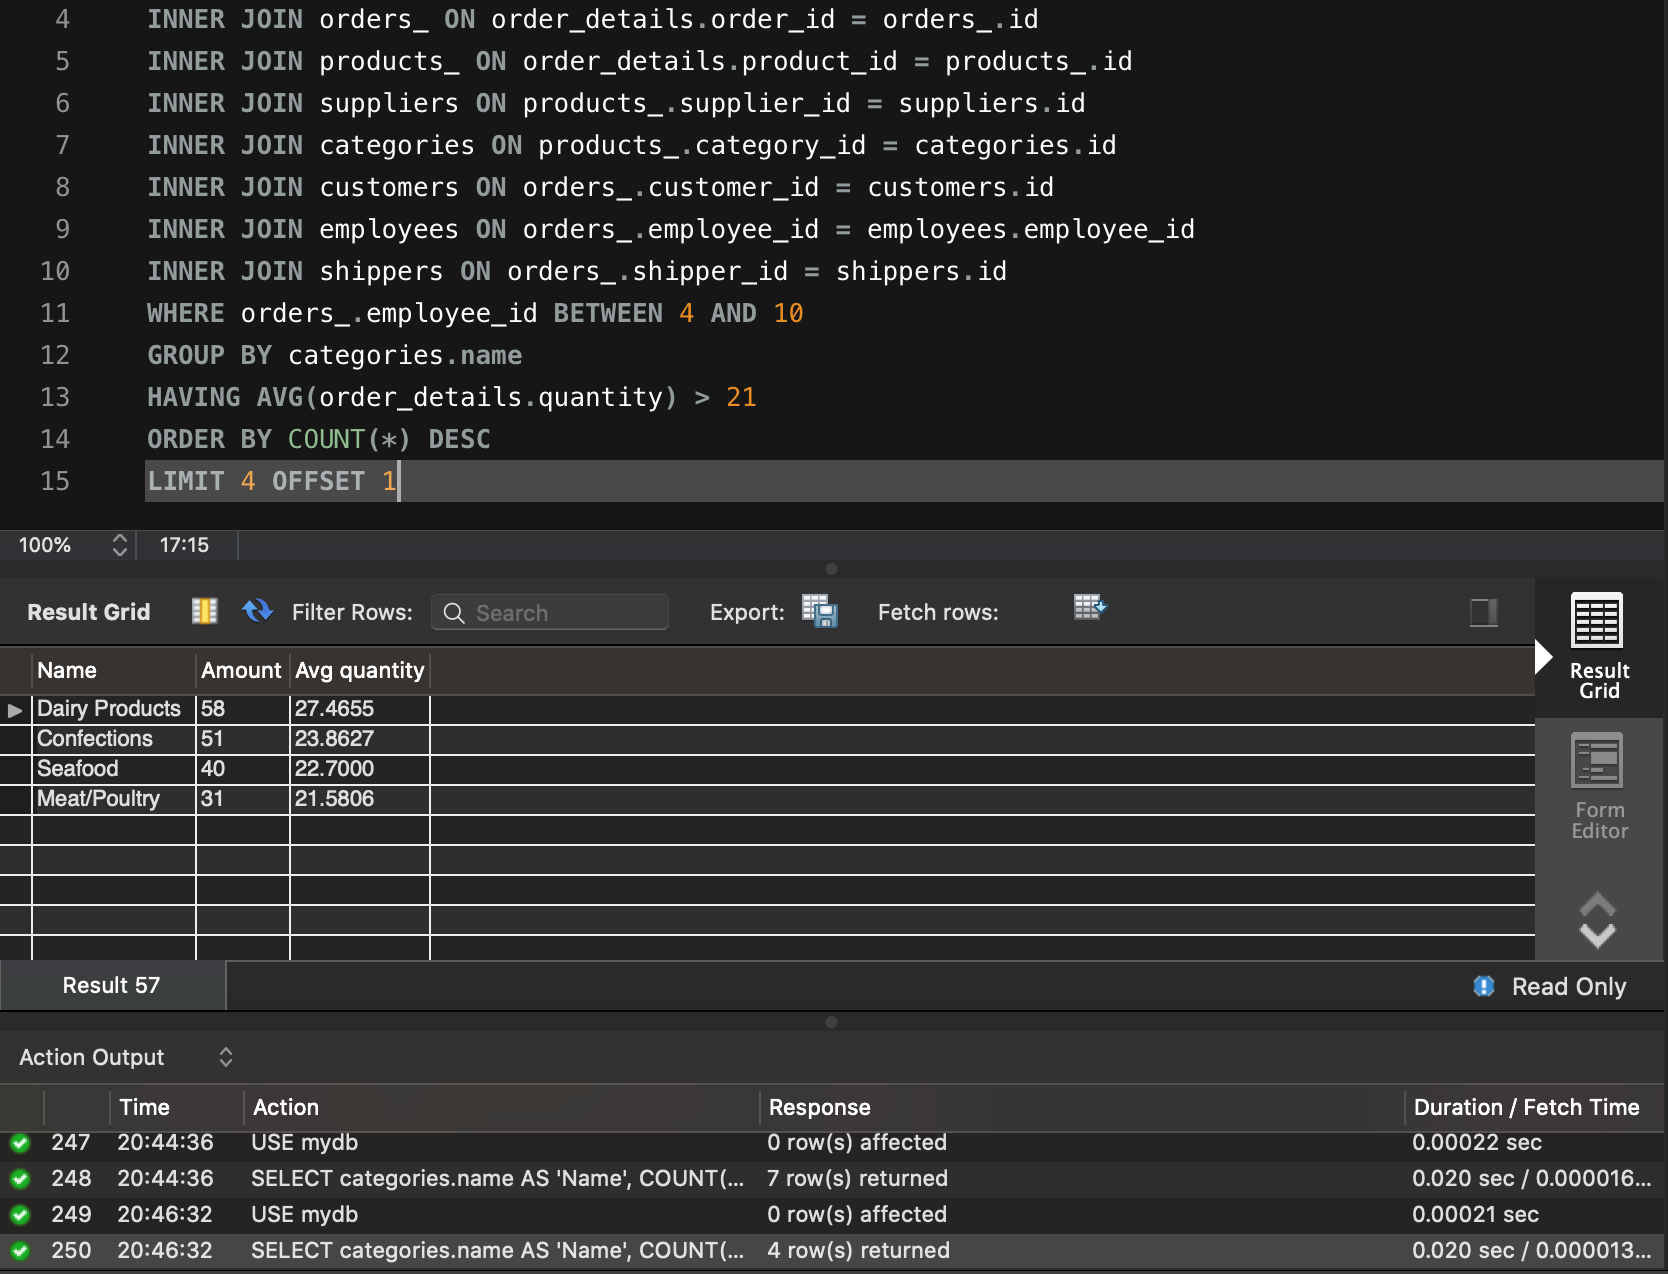 4 INNER JOIN orders_ ON order_details.order_id = orders_.id
5 INNER JOIN products_ ON order_details.product_id = products_.id
6 INNER JOIN suppliers ON products_.supplier_id = suppliers.id
7 INNER JOIN categories ON products_.category_id = categories.id
8 INNER JOIN customers ON orders_.customer_id = customers.id
9 INNER JOIN employees ON orders_.employee_id = employees.employee_id
10 INNER JOIN shippers ON orders_.shipper_id = shippers.id
11 WHERE orders_.employee_id BETWEEN 4 AND 10
12 GROUP BY categories.name
13 HAVING AVG(order_details.quantity) > 21
14 ORDER BY COUNT(*) DESC
15 LIMIT 4 OFFSET 1
100% 17:15
Result Grid Filter Rows: Search Export: Fetch rows:
Name Amount Avg quantity
Dairy Products 58 27.4655
Confections 51 23.8627
Seafood 40 22.7000
Meat/Poultry 31 21.5806
Result
Grid
Form
Editor
Result 57 Read Only
Action Output
Time Action Response Duration / Fetch Time
247 20:44:36 USE mydb 0 row(s) affected 0.00022 sec
248 20:44:36 SELECT categories.name AS 'Name', COUNT(... 7 row(s) returned 0.020 sec / 0.000016...
249 20:46:32 USE mydb 0 row(s) affected 0.00021 sec
250 20:46:32 SELECT categories.name AS 'Name', COUNT(... 4 row(s) returned 0.020 sec / 0.000013...